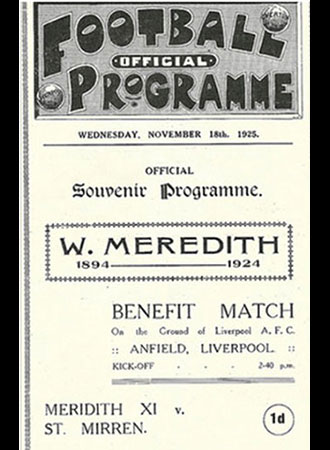 FOOTBALL
OFFICIAL
PROGRAMME
WEDNESDAY, NOVEMBER 18th. 1925.
OFFICIAL
Souvenir Programme.
W. MEREDITH
1894 1924
BENEFIT MATCH
On the Ground of Liverpool A.F.C.
:: ANFIELD, LIVERPOOL. ::
KICK-OFF . . . 2-40 p.m.
MERIDITH XI v.
ST. MIRREN.
1d